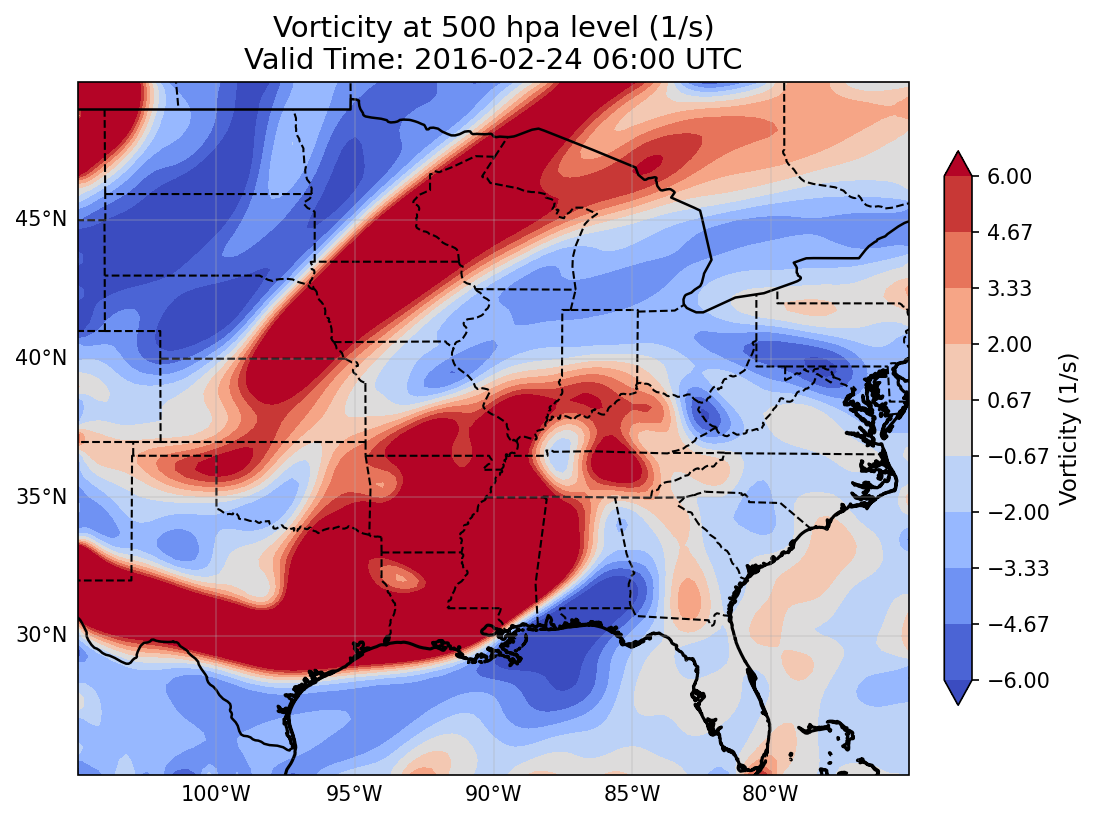 Vorticity at 500 hpa level (1/s)
Valid Time: 2016-02-24 06:00 UTC
45°N
40°N
35°N
30°N
100°W
95°W
90°W
85°W
80°W
6.00
4.67
3.33
2.00
0.67
−0.67
−2.00
−3.33
−4.67
−6.00
Vorticity (1/s)